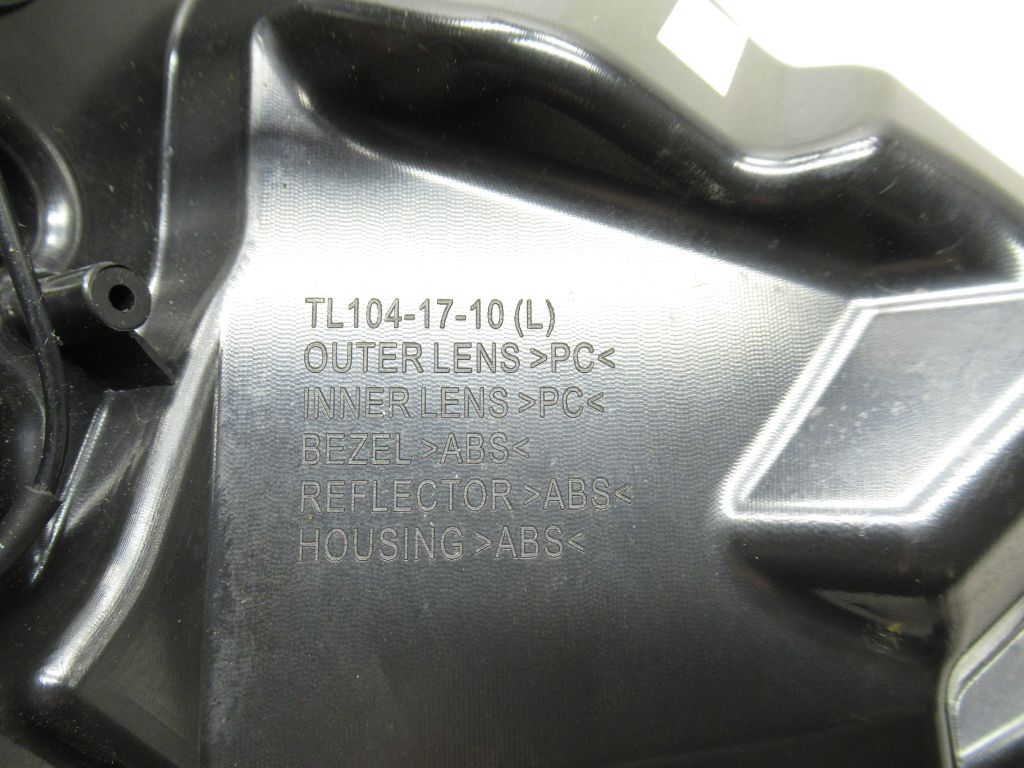 TL104-17-10 (L)
OUTER LENS >PC<
INNER LENS >PC<
BEZEL >ABS<
REFLECTOR >ABS<
HOUSING >ABS<